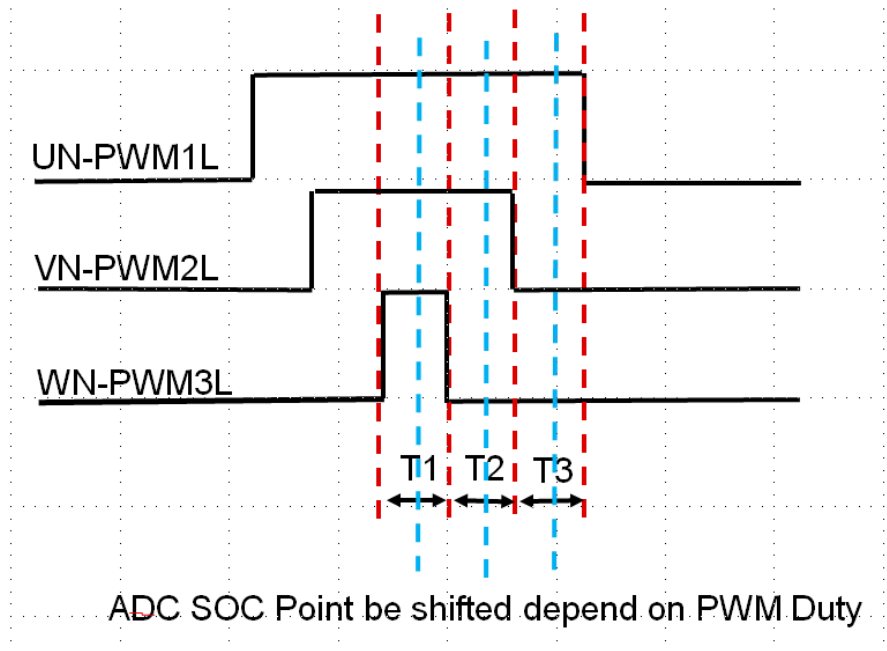 UN-PWM1L
VN-PWM2L
WN-PWM3L
T1 T2 T3
ADC SOC Point be shifted depend on PWM Duty